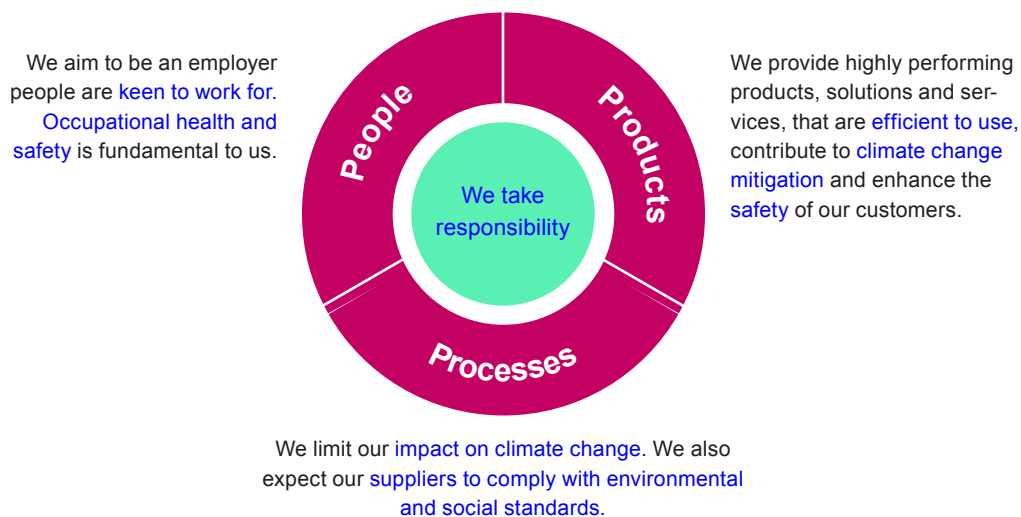 We aim to be an employer
people are keen to work for.
Occupational health and
safety is fundamental to us.
People
Products
We provide highly performing
products, solutions and ser-
vices, that are efficient to use,
contribute to climate change
mitigation and enhance the
safety of our customers.
We take
responsibility
Processes
We limit our impact on climate change. We also
expect our suppliers to comply with environmental
and social standards.